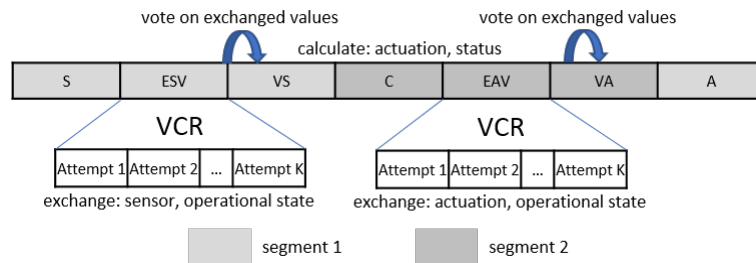 vote on exchanged values
vote on exchanged values
calculate: actuation, status
S ESV VS C EAV VA A
VCR VCR
Attempt 1 Attempt 2 ... Attempt K
Attempt 1 Attempt 2 ... Attempt K
exchange: sensor, operational state
exchange: actuation, operational state
segment 1
segment 2